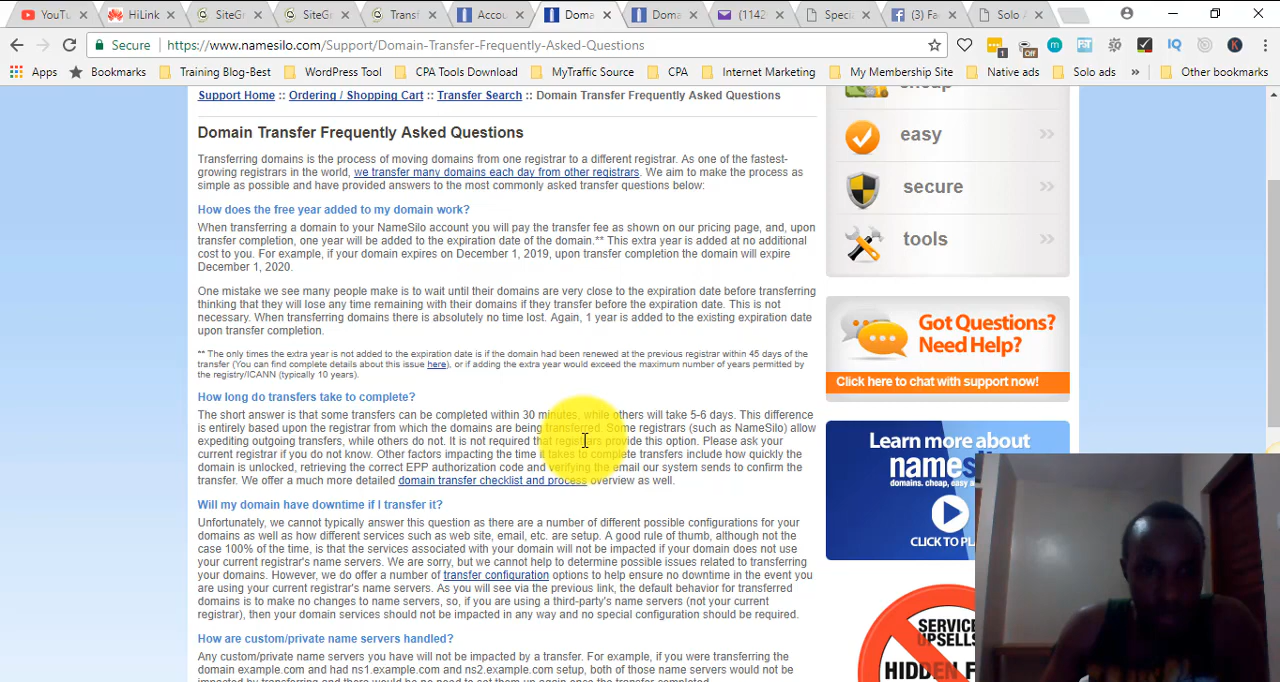 YouTu
HiLink
SiteGr
SiteGr
Transf
Accou
Doma
Doma
(1142
Specia
(3) Fa
Solo A
Secure
https://www.namesilo.com/Support/Domain-Transfer-Frequently-Asked-Questions
1
Off
Apps
Bookmarks
Training Blog-Best
WordPress Tool
CPA Tools Download
MyTraffic Source
CPA
Internet Marketing
My Membership Site
Native ads
Solo ads
Other bookmarks
Support Home :: Ordering / Shopping Cart :: Transfer Search :: Domain Transfer Frequently Asked Questions
Domain Transfer Frequently Asked Questions
Transferring domains is the process of moving domains from one registrar to a different registrar. As one of the fastest-
growing registrars in the world, we transfer many domains each day from other registrars. We aim to make the process as
simple as possible and have provided answers to the most commonly asked transfer questions below:
How does the free year added to my domain work?
When transferring a domain to your NameSilo account you will pay the transfer fee as shown on our pricing page, and, upon
transfer completion, one year will be added to the expiration date of the domain.** This extra year is added at no additional
cost to you. For example, if your domain expires on December 1, 2019, upon transfer completion the domain will expire
December 1, 2020.
One mistake we see many people make is to wait until their domains are very close to the expiration date before transferring
thinking that they will lose any time remaining with their domains if they transfer before the expiration date. This is not
necessary. When transferring domains there is absolutely no time lost. Again, 1 year is added to the existing expiration date
upon transfer completion.
** The only times the extra year is not added to the expiration date is if the domain had been renewed at the previous registrar within 45 days of the
transfer (You can find complete details about this issue here), or if adding the extra year would exceed the maximum number of years permitted by
the registry/ICANN (typically 10 years).
How long do transfers take to complete?
The short answer is that some transfers can be completed within 30 minutes, while others will take 5-6 days. This difference
is entirely based upon the registrar from which the domains are being transferred. Some registrars (such as NameSilo) allow
expediting outgoing transfers, while others do not. It is not required that registrars provide this option. Please ask your
current registrar if you do not know. Other factors impacting the time it takes to complete transfers include how quickly the
domain is unlocked, retrieving the correct EPP authorization code and verifying the email our system sends to confirm the
transfer. We offer a much more detailed domain transfer checklist and process overview as well.
Will my domain have downtime if I transfer it?
Unfortunately, we cannot typically answer this question as there are a number of different possible configurations for your
domains as well as how different services such as web site, email, etc. are setup. A good rule of thumb, although not the
case 100% of the time, is that the services associated with your domain will not be impacted if your domain does not use
your current registrar's name servers. We are sorry, but we cannot help to determine possible issues related to transferring
your domains. However, we do offer a number of transfer configuration options to help ensure no downtime in the event you
are using your current registrar's name servers. As you will see via the previous link, the default behavior for transferred
domains is to make no changes to name servers, so, if you are using a third-party's name servers (not your current
registrar), then your domain services should not be impacted in any way and no special configuration should be required.
How are custom/private name servers handled?
Any custom/private name servers you have will not be impacted by a transfer. For example, if you were transferring the
domain example.com and had ns1.example.com and ns2.example.com setup, both of those name servers would not be
impacted by transferring and there would be no need to set them up again once the transfer completed.
cheap
easy
secure
tools
Got Questions?
Need Help?
Click here to chat with support now!
Learn more about
names
domains. cheap, easy a
CLICK TO PL
SERVICE
UPSELLS
HIDDEN F